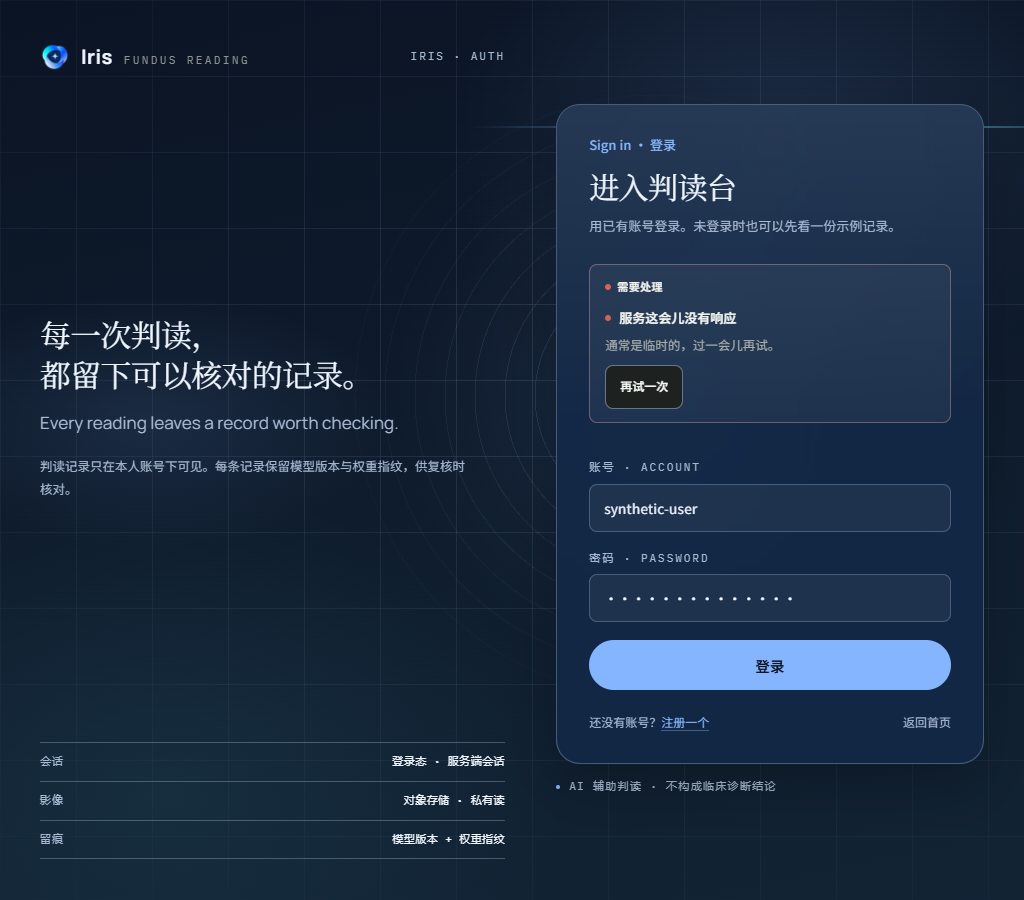 Iris FUNDUS READING
IRIS · AUTH
每一次判读，
都留下可以核对的记录。
Every reading leaves a record worth checking.
判读记录只在本人账号下可见。每条记录保留模型版本与权重指纹，供复核时
核对。
会话 登录态 · 服务端会话
影像 对象存储 · 私有读
留痕 模型版本 + 权重指纹
Sign in • 登录
进入判读台
用已有账号登录。未登录时也可以先看一份示例记录。
需要处理
服务这会儿没有响应
通常是临时的，过一会儿再试。
再试一次
账号 · ACCOUNT
synthetic-user
密码 · PASSWORD
••••••••••••••
登录
还没有账号？注册一个 返回首页
AI 辅助判读 · 不构成临床诊断结论